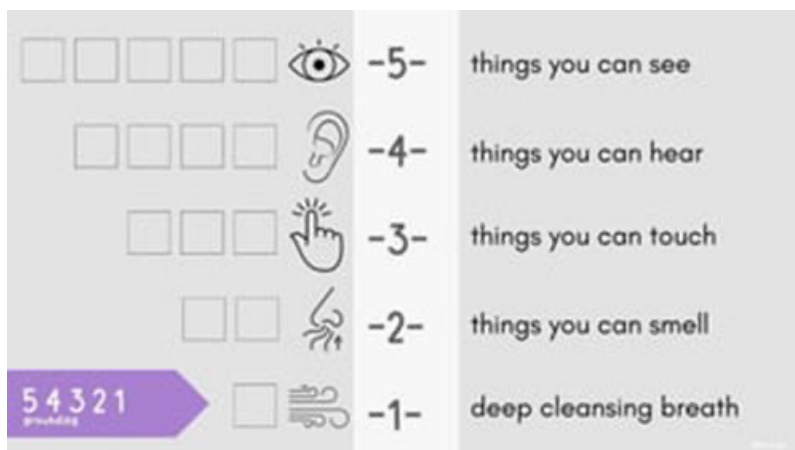 -5- things you can see
-4- things you can hear
-3- things you can touch
-2- things you can smell
54321
grounding
-1- deep cleansing breath